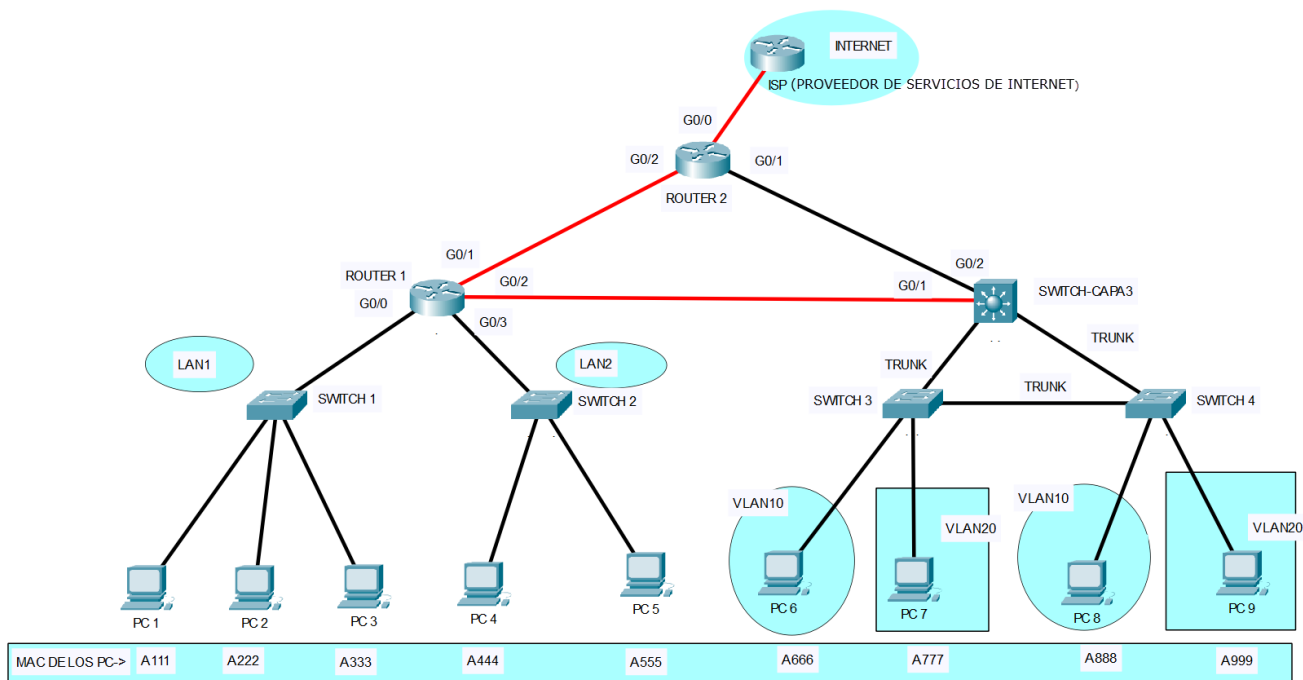 INTERNET
ISP (PROVEEDOR DE SERVICIOS DE INTERNET)
G0/0
G0/2
G0/1
ROUTER 2
G0/1
G0/2
ROUTER 1
G0/2
G0/1
SWITCH-CAPA3
G0/0
G0/3
TRUNK
LAN1
LAN2
TRUNK
TRUNK
SWITCH 1
SWITCH 2
SWITCH 3
SWITCH 4
VLAN10
VLAN20
VLAN10
VLAN20
PC 1
PC 2
PC 3
PC 4
PC 5
PC 6
PC 7
PC 8
PC 9
MAC DE LOS PC-> A111 A222 A333 A444 A555 A666 A777 A888 A999